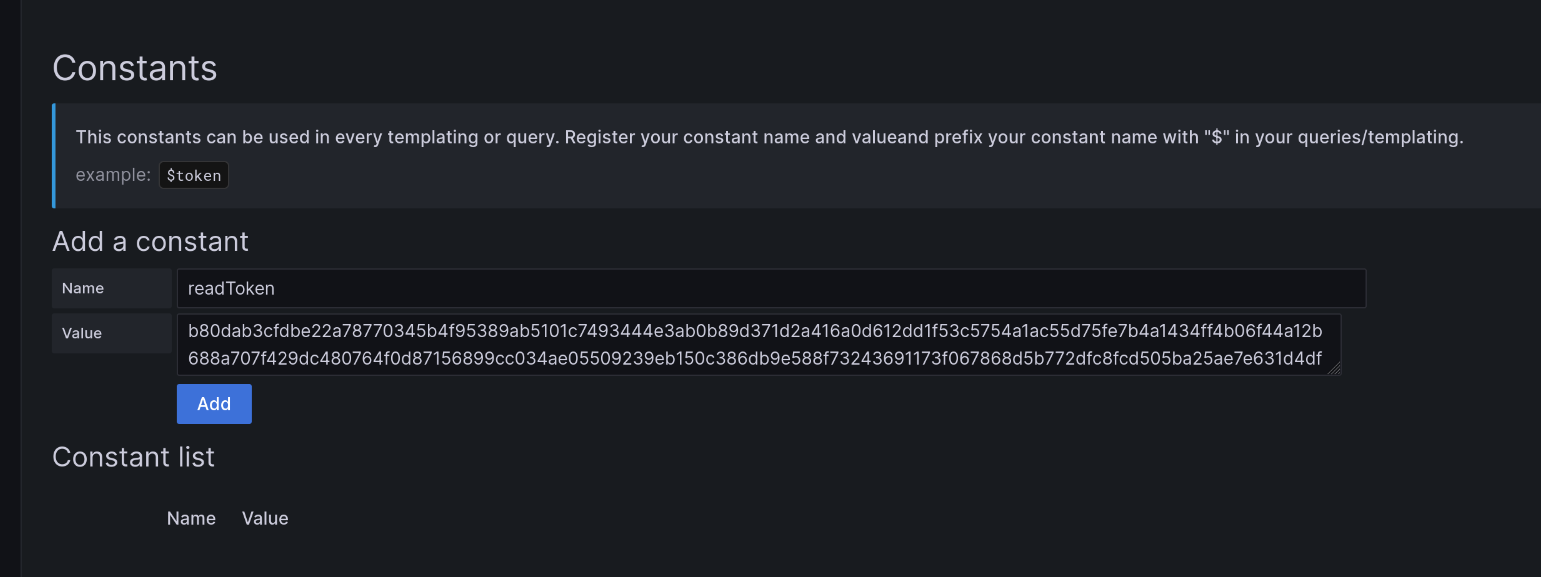 Constants
This constants can be used in every templating or query. Register your constant name and valueand prefix your constant name with "$" in your queries/templating.
example: $token
Add a constant
Name readToken
Value b80dab3cfdbe22a78770345b4f95389ab5101c7493444e3ab0b89d371d2a416a0d612dd1f53c5754a1ac55d75fe7b4a1434ff4b06f44a12b
688a707f429dc480764f0d87156899cc034ae05509239eb150c386db9e588f73243691173f067868d5b772dfc8fcd505ba25ae7e631d4df
Add
Constant list
Name Value